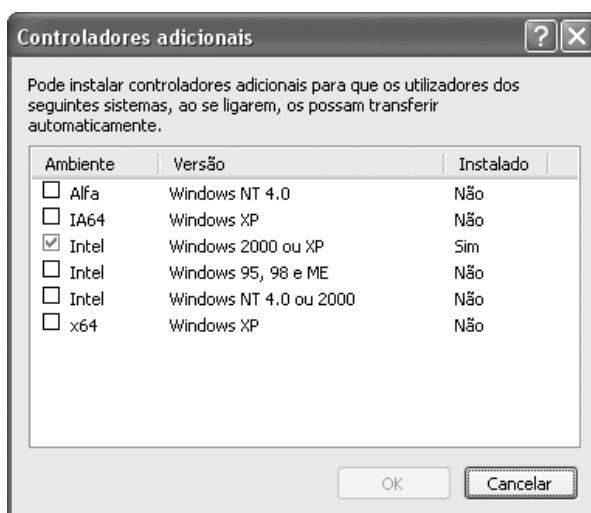 Controladores adicionais
Pode instalar controladores adicionais para que os utilizadores dos
seguintes sistemas, ao se ligarem, os possam transferir
automaticamente.
Ambiente Versão Instalado
Alfa Windows NT 4.0 Não
IA64 Windows XP Não
Intel Windows 2000 ou XP Sim
Intel Windows 95, 98 e ME Não
Intel Windows NT 4.0 ou 2000 Não
x64 Windows XP Não
OK Cancelar